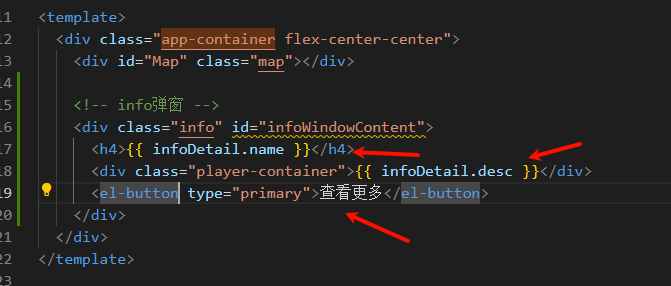 11 <template>
12 <div class="app-container flex-center-center">
13 <div id="Map" class="map"></div>
14
15 <!-- info弹窗 -->
16 <div class="info" id="infoWindowContent">
17 <h4>{{ infoDetail.name }}</h4>
18 <div class="player-container">{{ infoDetail.desc }}</div>
19 <el-button type="primary">查看更多</el-button>
20 </div>
21 </div>
22 </template>
23